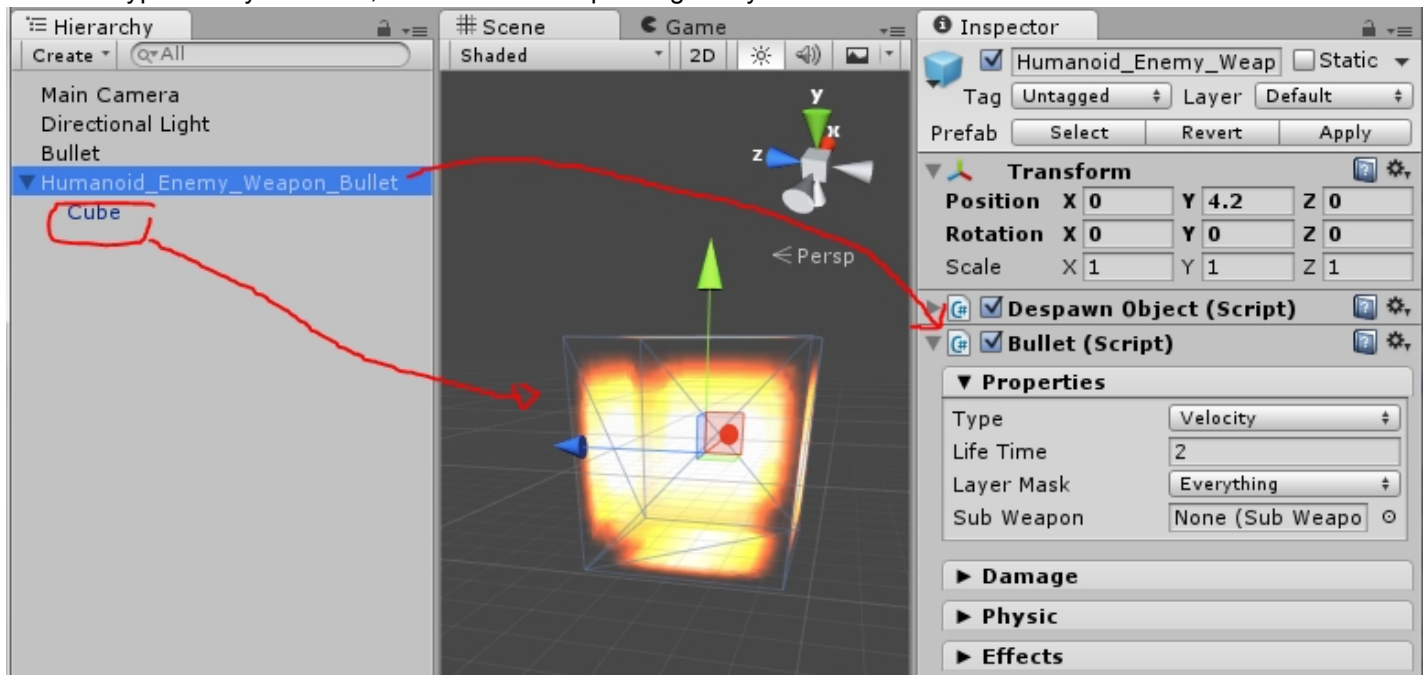 Hierarchy
Create
All
Main Camera
Directional Light
Bullet
Humanoid_Enemy_Weapon_Bullet
Cube
Scene
Game
Shaded
2D
y
x
z
Persp
Inspector
Humanoid_Enemy_Weap
Static
Tag Untagged Layer Default
Prefab Select Revert Apply
Transform
Position X 0 Y 4.2 Z 0
Rotation X 0 Y 0 Z 0
Scale X 1 Y 1 Z 1
Despawn Object (Script)
Bullet (Script)
Properties
Type Velocity
Life Time 2
Layer Mask Everything
Sub Weapon None (Sub Weapo
Damage
Physic
Effects